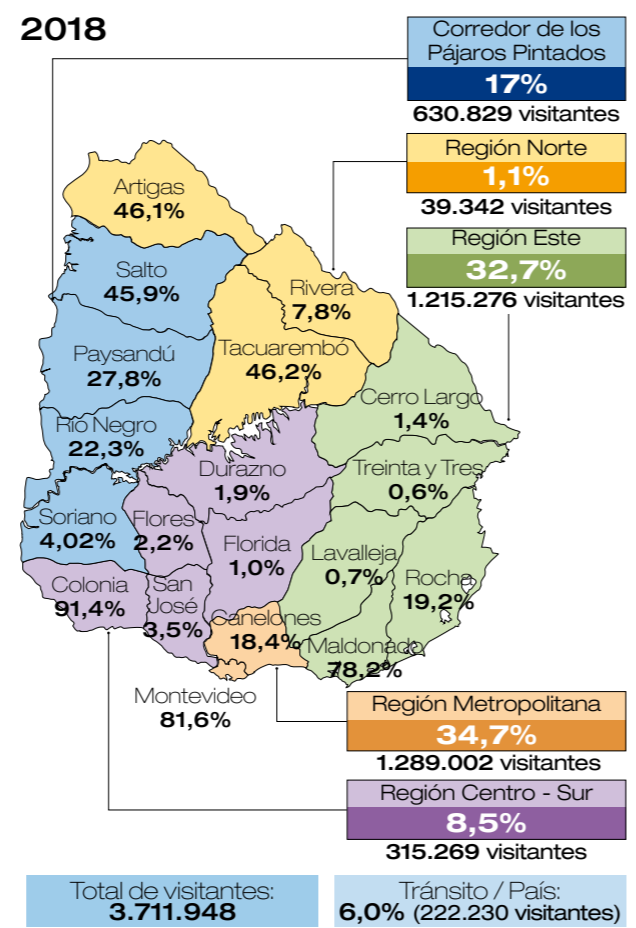 2018
Corredor de los
Pájaros Pintados
17%
630.829 visitantes
Región Norte
1,1%
39.342 visitantes
Región Este
32,7%
1.215.276 visitantes
Artigas
46,1%
Salto
45,9%
Rivera
7,8%
Paysandú
27,8%
Tacuarembó
46,2%
Cerro Largo
1,4%
Río Negro
22,3%
Durazno
1,9%
Treinta y Tres
0,6%
Soriano
4,02%
Flores
2,2%
Florida
1,0%
Lavalleja
0,7%
Rocha
19,2%
Colonia
91,4%
San
José
3,5%
Canelones
18,4%
Maldonado
78,2%
Montevideo
81,6%
Región Metropolitana
34,7%
1.289.002 visitantes
Región Centro - Sur
8,5%
315.269 visitantes
Total de visitantes:
3.711.948
Tránsito / País:
6,0% (222.230 visitantes)